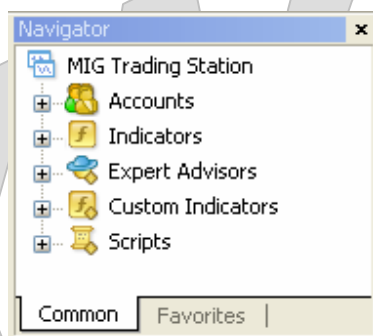 Navigator
MIG Trading Station
Accounts
Indicators
Expert Advisors
Custom Indicators
Scripts
Common Favorites